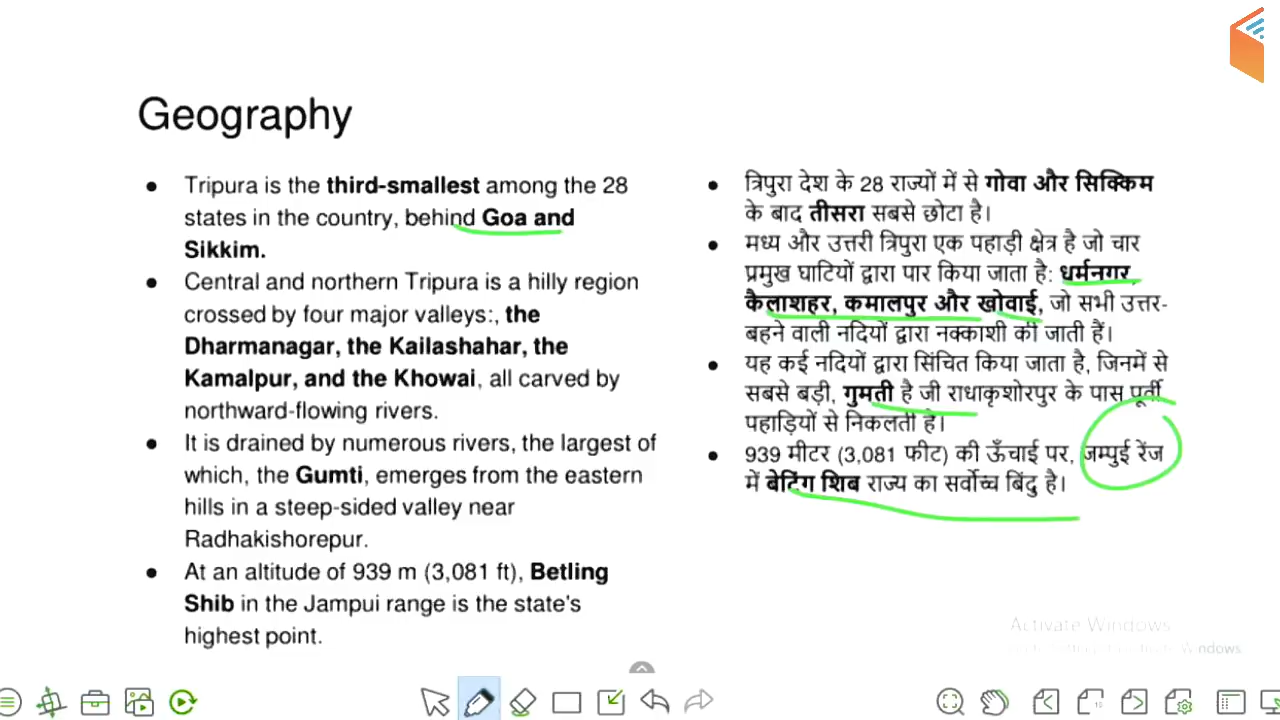 Geography
Tripura is the third-smallest among the 28
states in the country, behind Goa and
Sikkim.
Central and northern Tripura is a hilly region
crossed by four major valleys:, the
Dharmanagar, the Kailashahar, the
Kamalpur, and the Khowai, all carved by
northward-flowing rivers.
It is drained by numerous rivers, the largest of
which, the Gumti, emerges from the eastern
hills in a steep-sided valley near
Radhakishorepur.
At an altitude of 939 m (3,081 ft), Betling
Shib in the Jampui range is the state's
highest point.
त्रिपुरा देश के 28 राज्यों में से गोवा और सिक्किम
के बाद तीसरा सबसे छोटा है।
मध्य और उत्तरी त्रिपुरा एक पहाड़ी क्षेत्र है जो चार
प्रमुख घाटियों द्वारा पार किया जाता है: धर्मनगर,
कैलाशहर, कमालपुर और खोवाई, जो सभी उत्तर-
बहने वाली नदियों द्वारा नक्काशी की जाती हैं।
यह कई नदियों द्वारा सिंचित किया जाता है, जिनमें से
सबसे बड़ी, गुमती है जी राधाकृशोरपुर के पास पूर्वी
पहाड़ियों से निकलती है।
939 मीटर (3,081 फीट) की ऊँचाई पर, जम्पुई रेंज
में बेटिंग शिब राज्य का सर्वोच्च बिंदु है।
Activate Windows
Windows